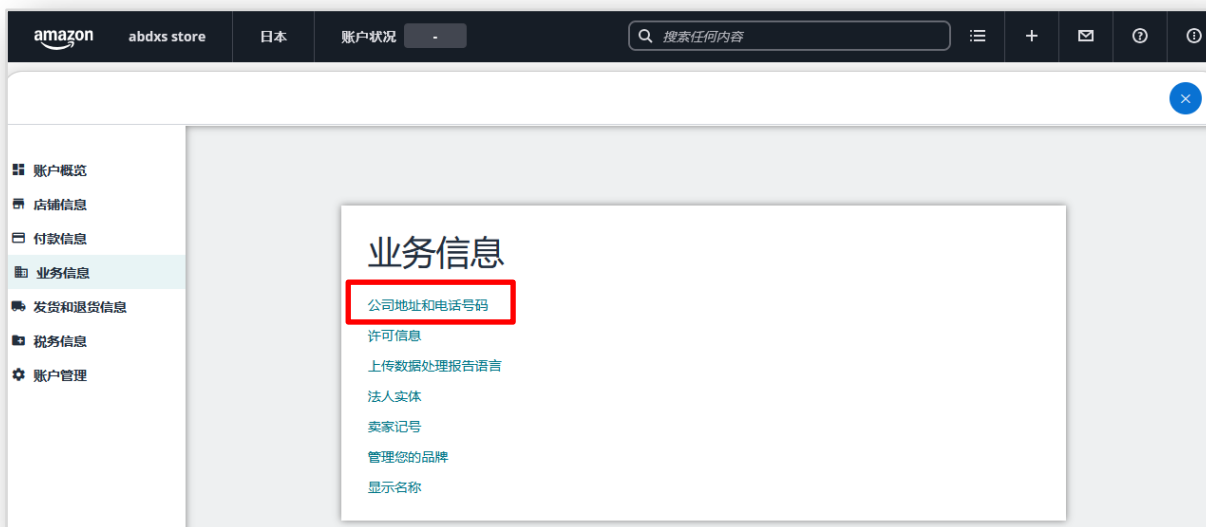 amazon abdxs store 日本 账户状况 - 搜索任何内容
账户概览
店铺信息
付款信息
业务信息
发货和退货信息
税务信息
账户管理
业务信息
公司地址和电话号码
许可信息
上传数据处理报告语言
法人实体
卖家记号
管理您的品牌
显示名称